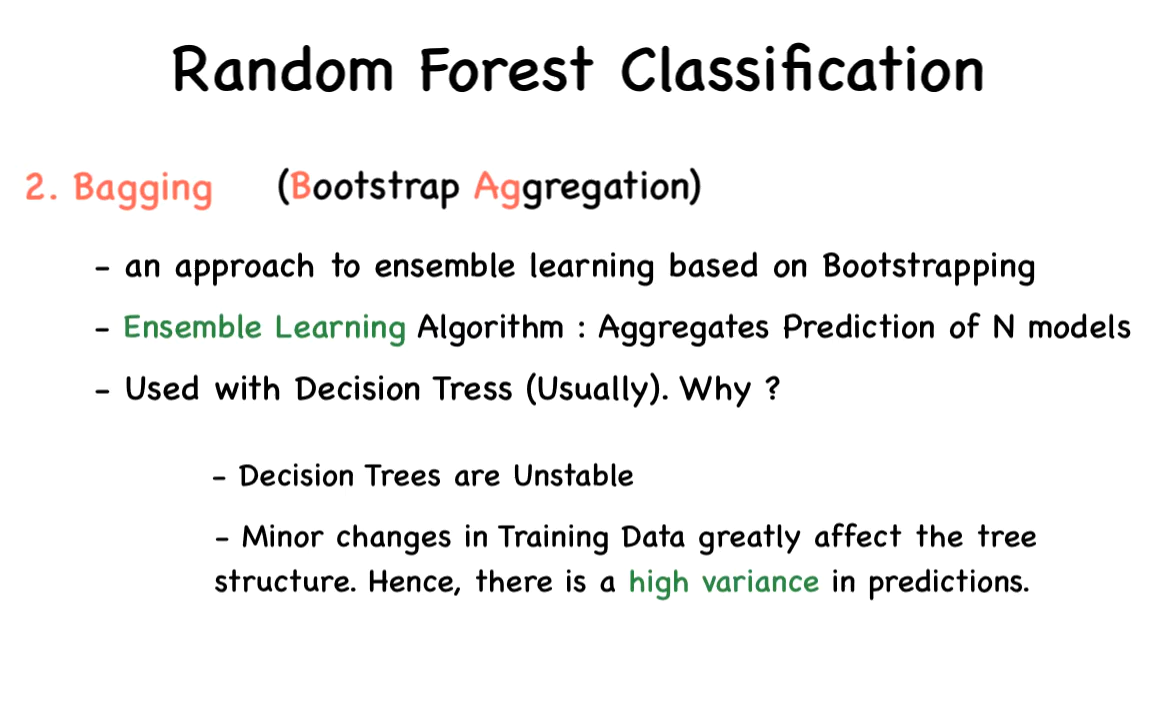 Random Forest Classification
2. Bagging (Bootstrap Aggregation)
- an approach to ensemble learning based on Bootstrapping
- Ensemble Learning Algorithm : Aggregates Prediction of N models
- Used with Decision Tress (Usually). Why ?
- Decision Trees are Unstable
- Minor changes in Training Data greatly affect the tree
structure. Hence, there is a high variance in predictions.